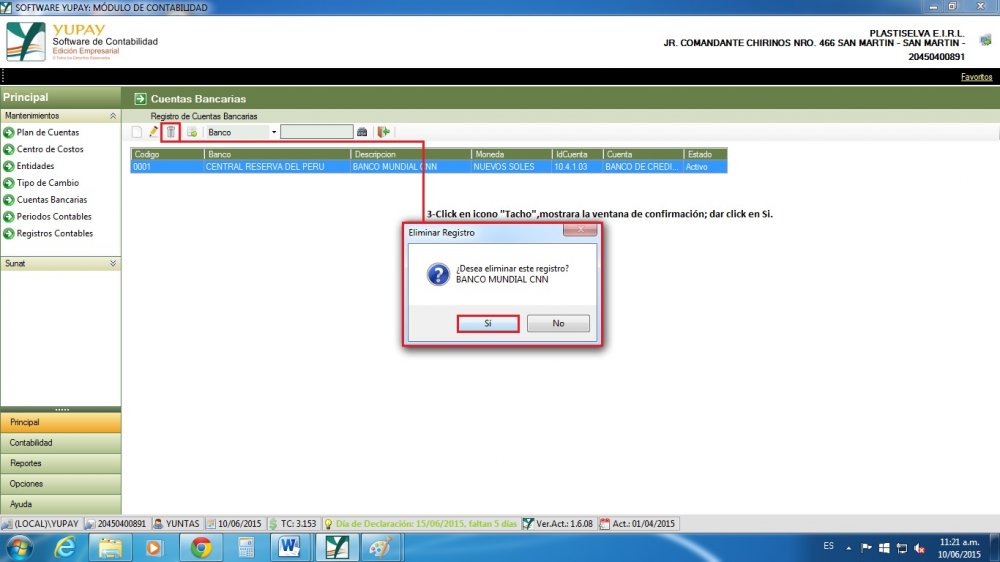 SOFTWARE YUPAY: MÓDULO DE CONTABILIDAD
YUPAY
Software de Contabilidad
Edición Empresarial
© Todos los Derechos Reservados
PLASTISELVA E.I.R.L.
JR. COMANDANTE CHIRINOS NRO. 466 SAN MARTIN - SAN MARTIN -
20450400891
Favoritos
Principal
Mantenimientos
Plan de Cuentas
Centro de Costos
Entidades
Tipo de Cambio
Cuentas Bancarias
Periodos Contables
Registros Contables
Sunat
Principal
Contabilidad
Reportes
Opciones
Ayuda
Cuentas Bancarias
Registro de Cuentas Bancarias
Banco
Codigo Banco Descripcion Moneda IdCuenta Cuenta Estado
0001 CENTRAL RESERVA DEL PERU BANCO MUNDIAL CNN NUEVOS SOLES 10.4.1.03 BANCO DE CREDI... Activo
3-Click en icono "Tacho",mostrara la ventana de confirmación; dar click en Si.
Eliminar Registro
¿Desea eliminar este registro?
BANCO MUNDIAL CNN
Sí No
(LOCAL)\YUPAY 20450400891 YUNTAS 10/06/2015 TC: 3.153 Día de Declaración: 15/06/2015, faltan 5 días Ver.Act.: 1.6.08 Act.: 01/04/2015
ES
11:21 a.m.
10/06/2015